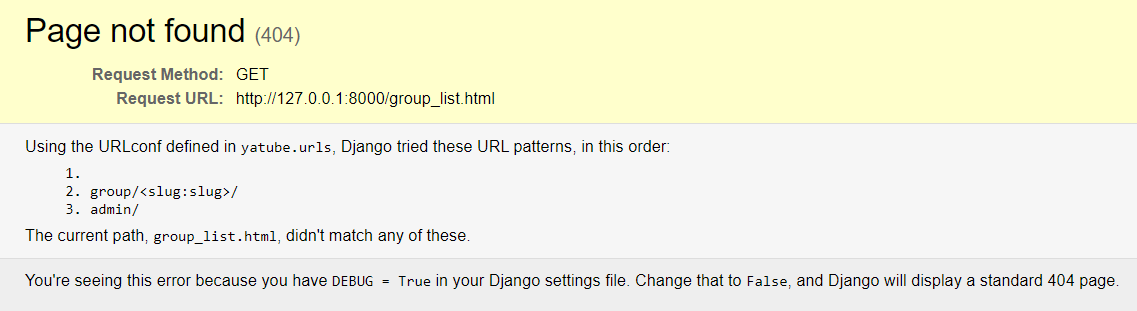 Page not found (404)
Request Method: GET
Request URL: http://127.0.0.1:8000/group_list.html
Using the URLconf defined in yatube.urls, Django tried these URL patterns, in this order:
1.
2. group/<slug:slug>/
3. admin/
The current path, group_list.html, didn't match any of these.
You're seeing this error because you have DEBUG = True in your Django settings file. Change that to False, and Django will display a standard 404 page.